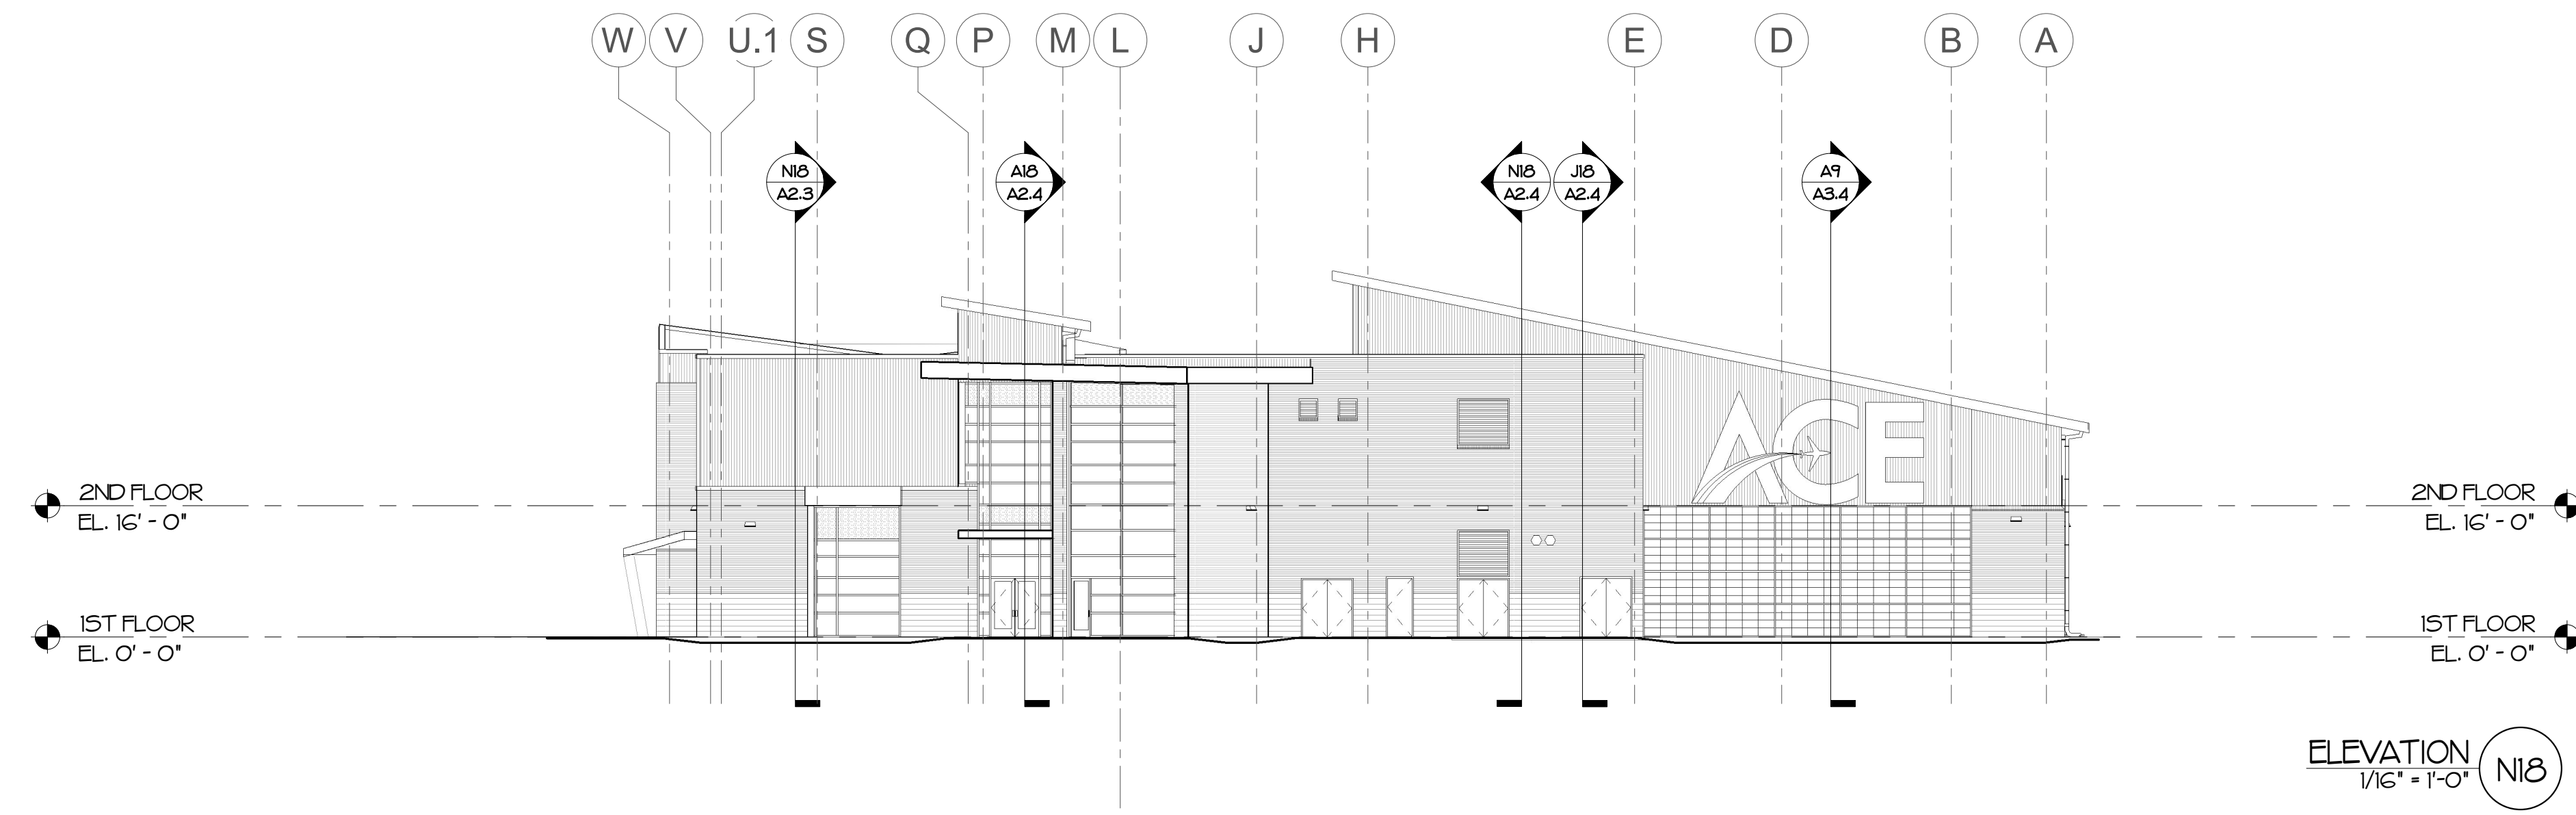 W V U.1 S Q P M L J H E D B A
N18 A18 N18 J18 A9
A2.3 A2.4 A2.4 A2.4 A3.4
ACE
2ND FLOOR
EL. 16' - 0"
2ND FLOOR
EL. 16' - 0"
1ST FLOOR
EL. 0' - 0"
1ST FLOOR
EL. 0' - 0"
ELEVATION
1/16" = 1'-0"
N18